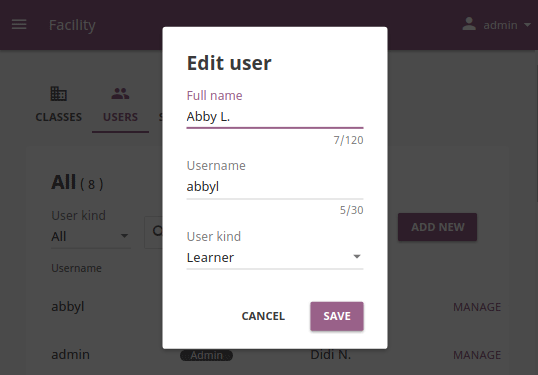 Facility
admin
CLASSES
USERS
All ( 8 )
User kind
All
ADD NEW
Username
abbyl
MANAGE
admin
Admin
Didi N.
MANAGE
Edit user
Full name
Abby L.
7/120
Username
abbyl
5/30
User kind
Learner
CANCEL
SAVE